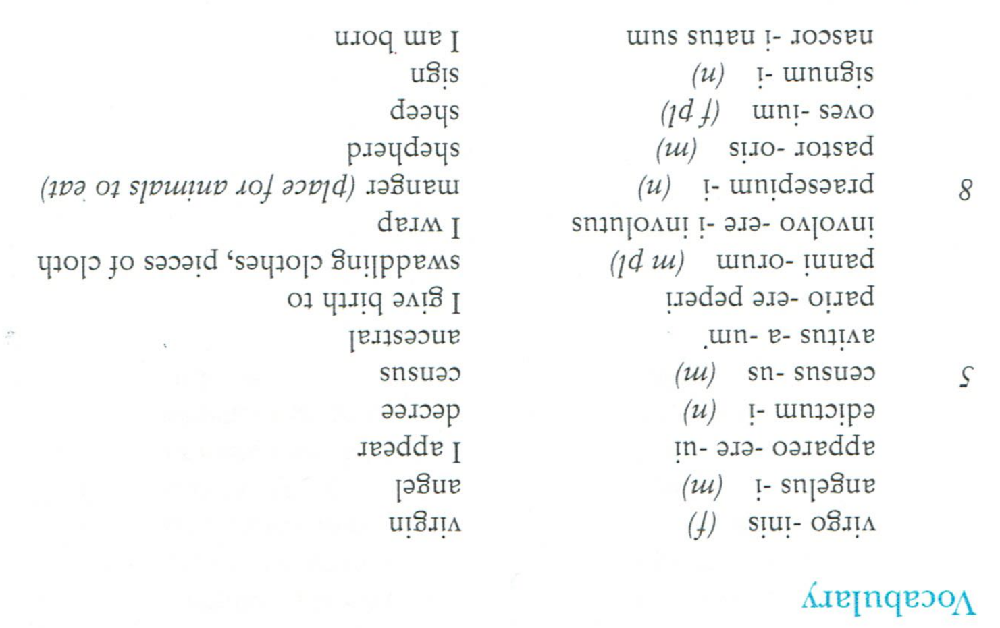 Vocabulary
virgo -inis (f) virgin
angelus -i (m) angel
appareo -ere -ui I appear
edictum -i (n) decree
5 census -us (m) census
avitus -a -um ancestral
pario -ere peperi I give birth to
panni -orum (m pl) swaddling clothes, pieces of cloth
involvo -ere -i involutus I wrap
8 praesepium -i (n) manger (place for animals to eat)
pastor -oris (m) shepherd
oves -ium (f pl) sheep
signum -i (n) sign
nascor -i natus sum I am born